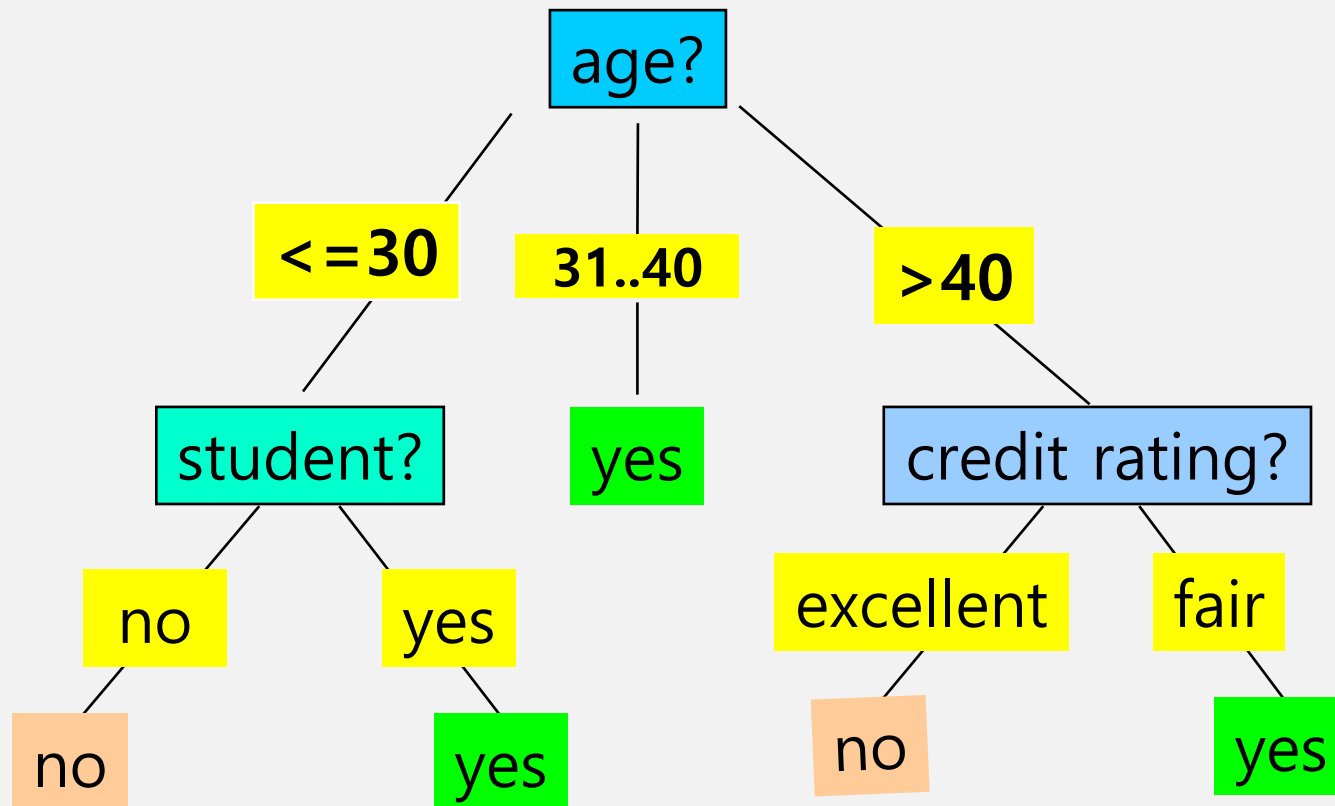 age?
<=30
31..40
>40
student?
yes
credit rating?
no
yes
excellent
fair
no
yes
no
yes